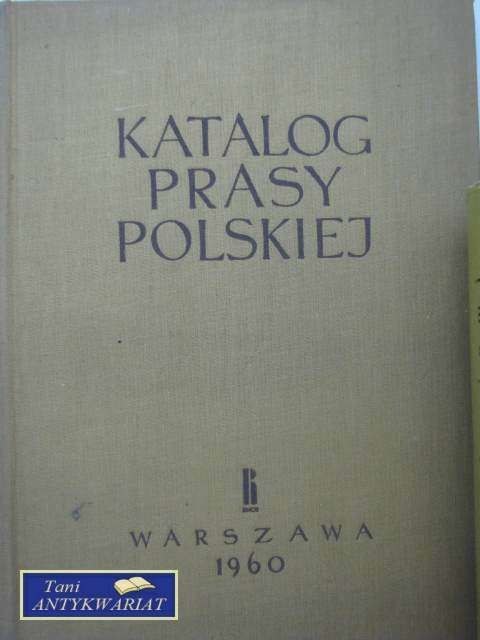 KATALOG
PRASY
POLSKIEJ
WARSZAWA
1960
Tani
ANTYKWARIAT